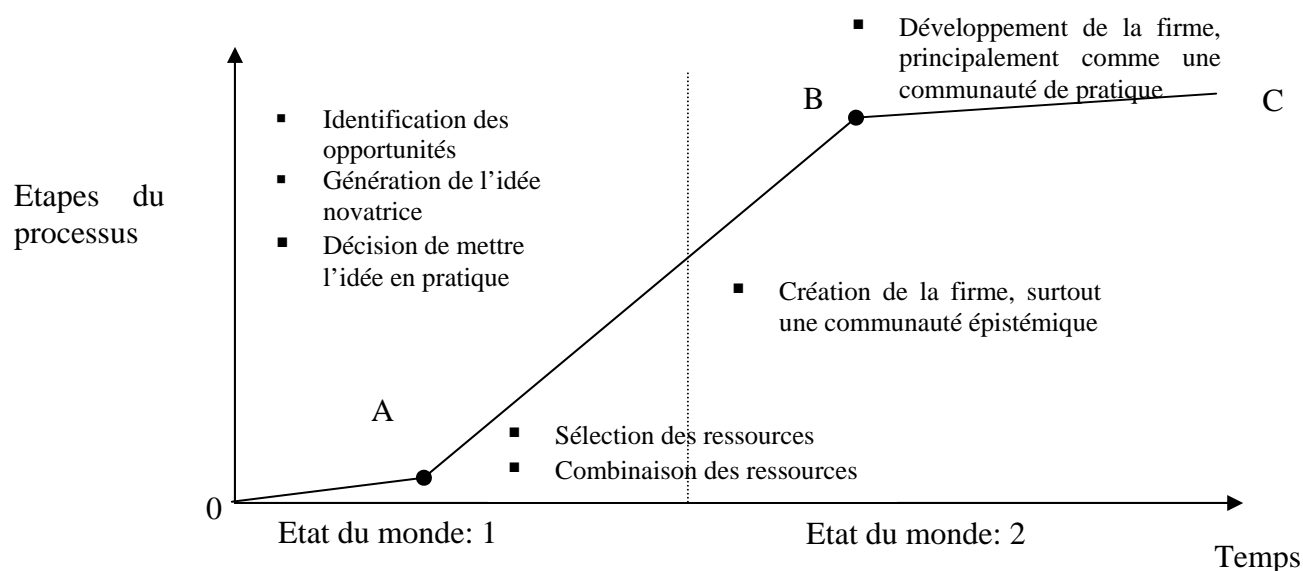 ▪ Développement de la firme,
principalement comme une
communauté de pratique
B
C
▪ Identification des
opportunités
▪ Génération de l’idée
novatrice
▪ Décision de mettre
l’idée en pratique
Etapes du
processus
▪ Création de la firme, surtout
une communauté épistémique
A
▪ Sélection des ressources
▪ Combinaison des ressources
0
Etat du monde: 1
Etat du monde: 2
Temps